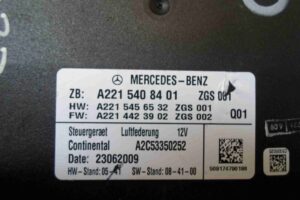 MERCEDES-BENZ
ZB: A221 540 84 01 ZGS 001
HW: A221 545 65 32 ZGS 001
FW: A221 442 39 02 ZGS 002 Q01
Steuergeraet Luftfederung 12V
Continental A2C53350252
Date: 23062009
HW-Stand: 05-41 SW-Stand: 08-41-00